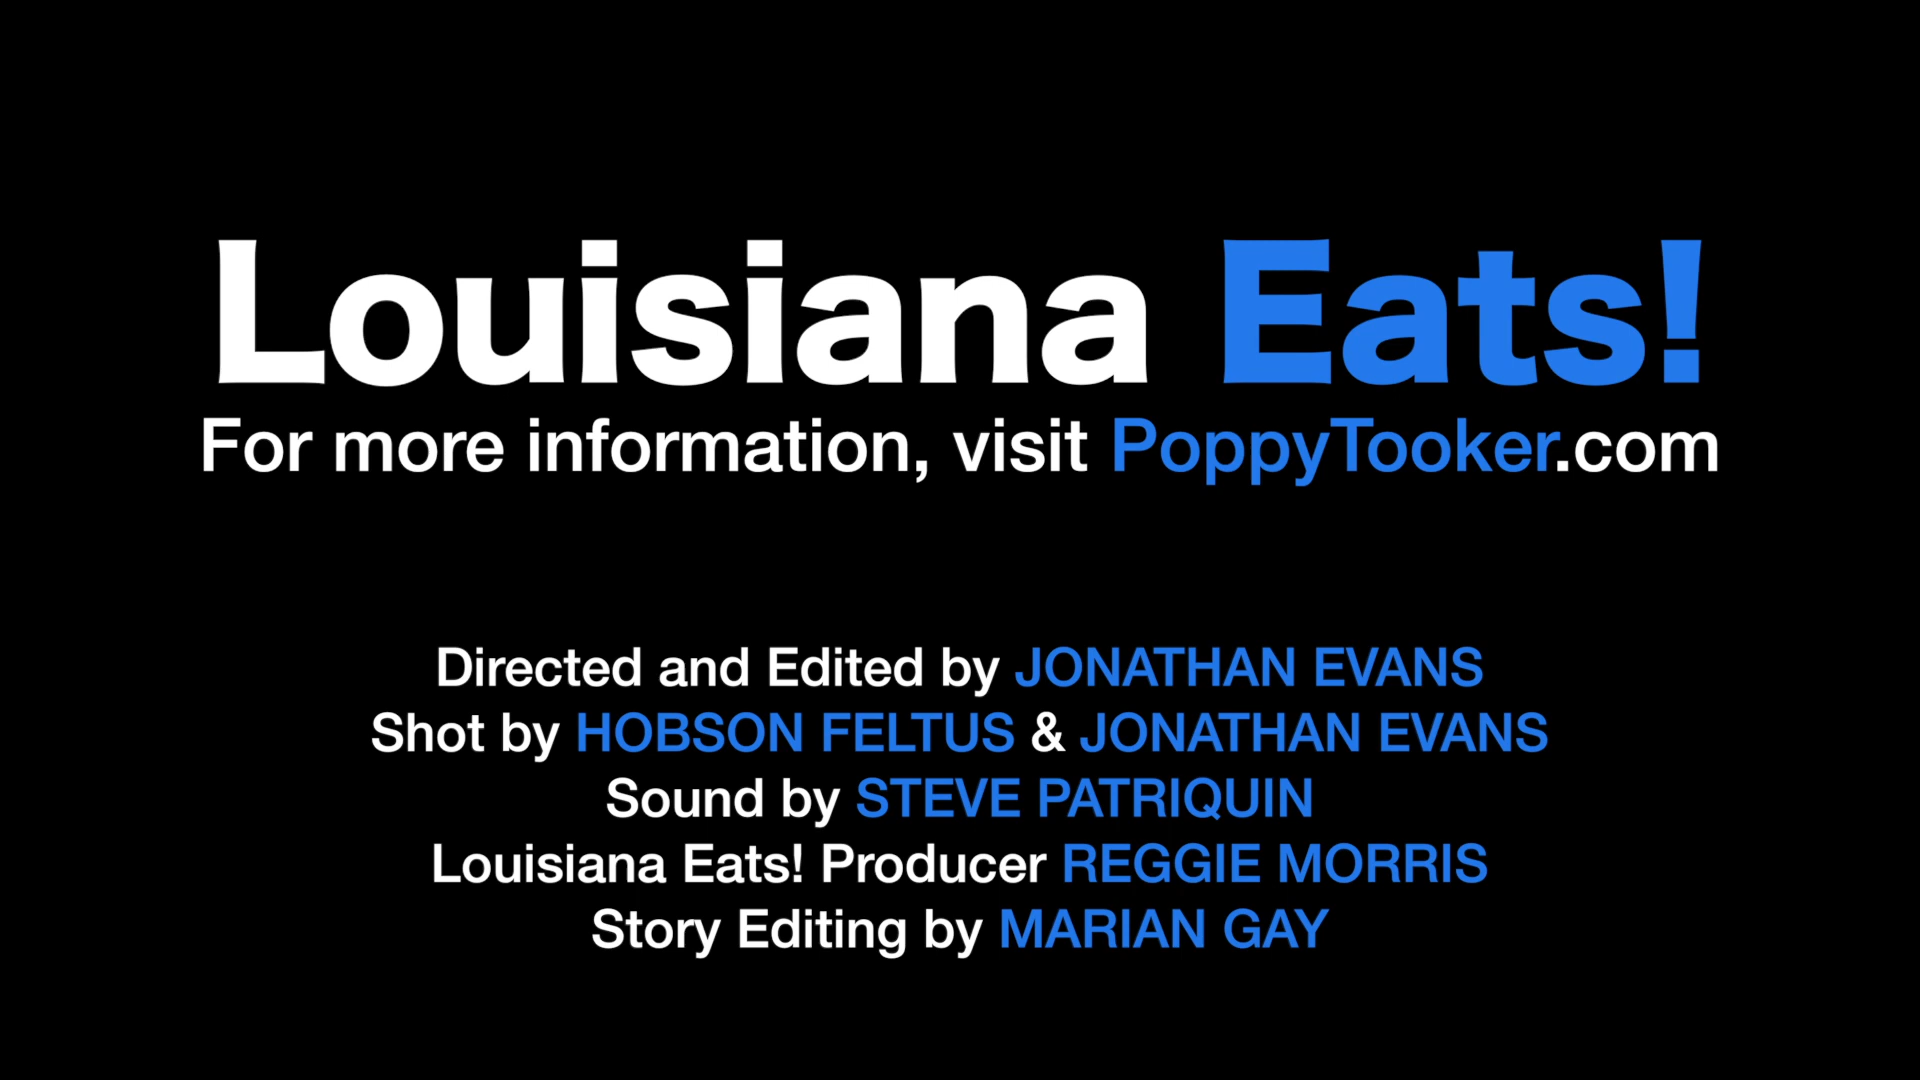 Louisiana Eats!
For more information, visit PoppyTooker.com
Directed and Edited by JONATHAN EVANS
Shot by HOBSON FELTUS & JONATHAN EVANS
Sound by STEVE PATRIQUIN
Louisiana Eats! Producer REGGIE MORRIS
Story Editing by MARIAN GAY